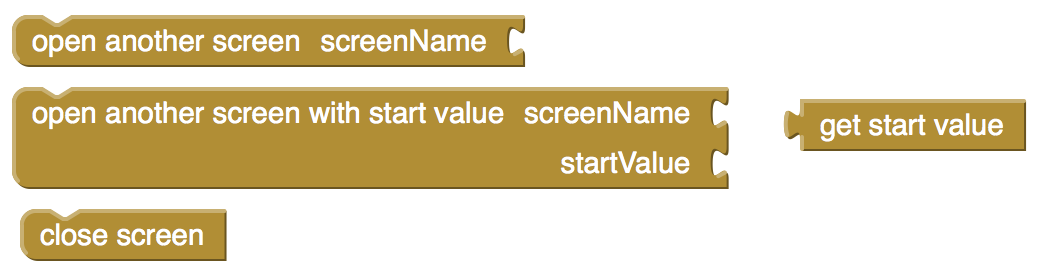 open another screen screenName
open another screen with start value screenName
startValue
get start value
close screen